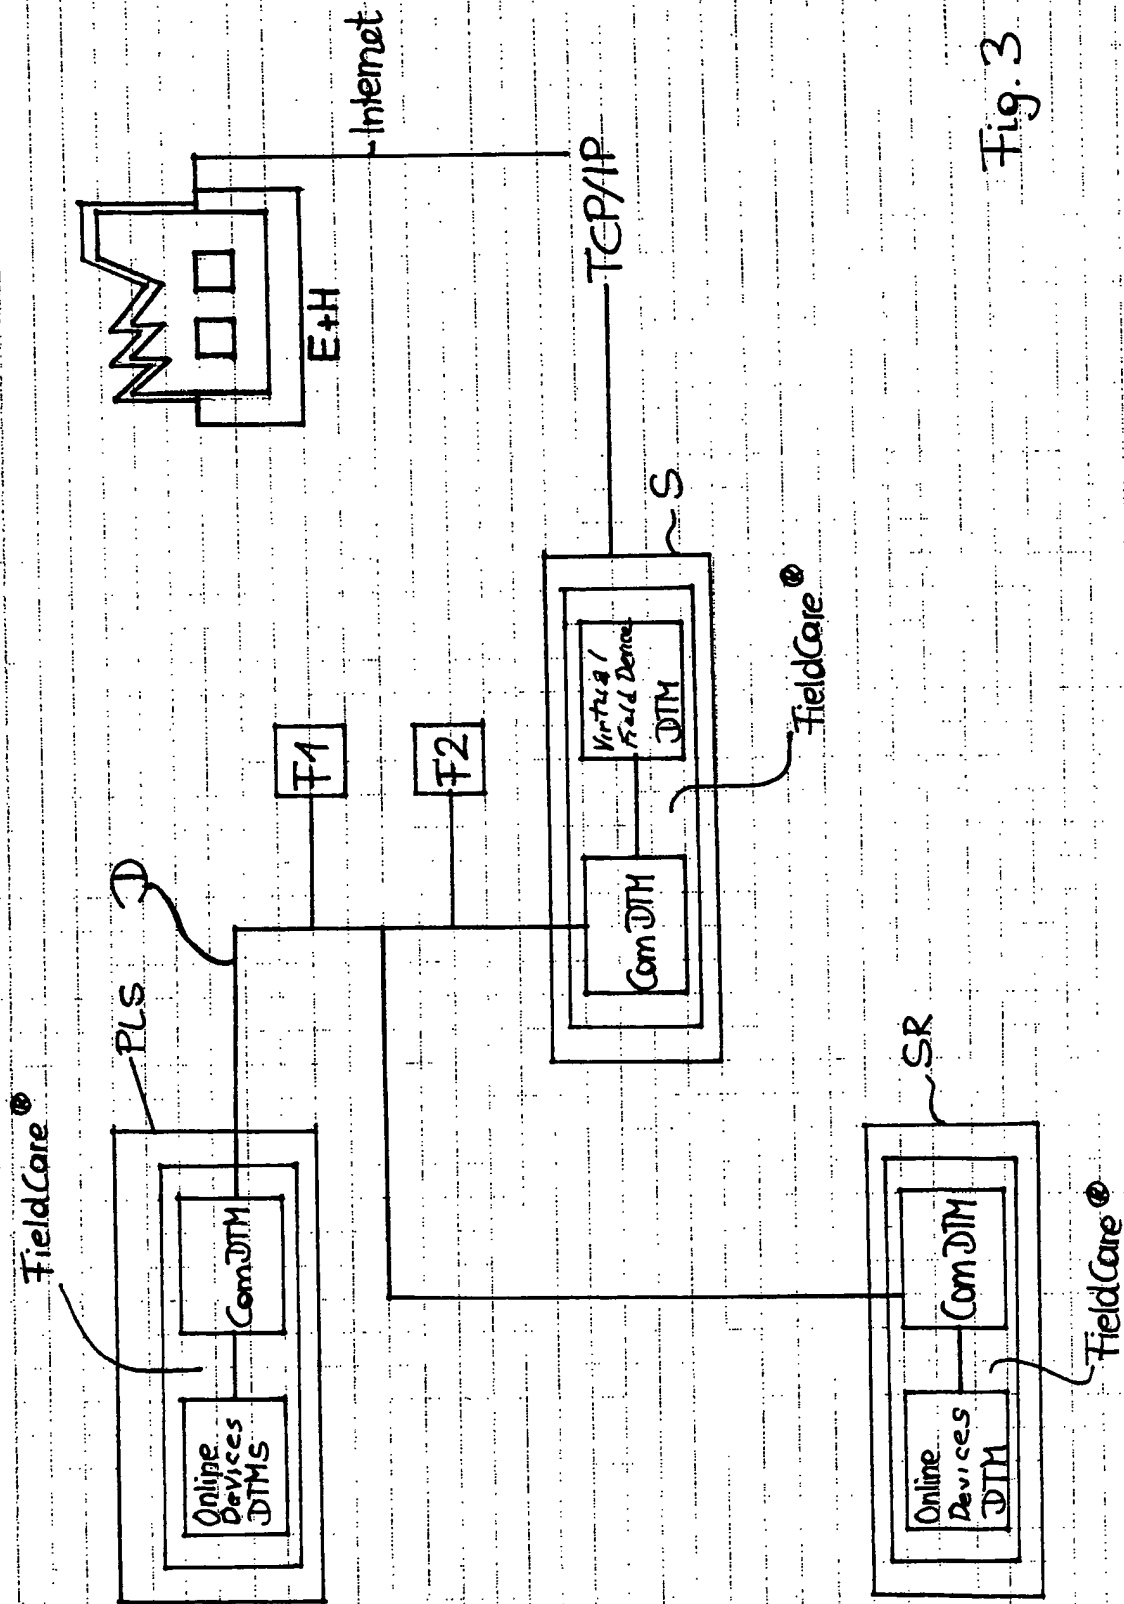 FieldCare®
PLS
D
Online
Devices
DTMS
ComDTM
F1
F2
E+H
Internet
TCP/IP
S
ComDTM
Virtual
Field Device
DTM
FieldCare®
SR
Online
Devices
DTM
ComDTM
FieldCare®
Fig. 3